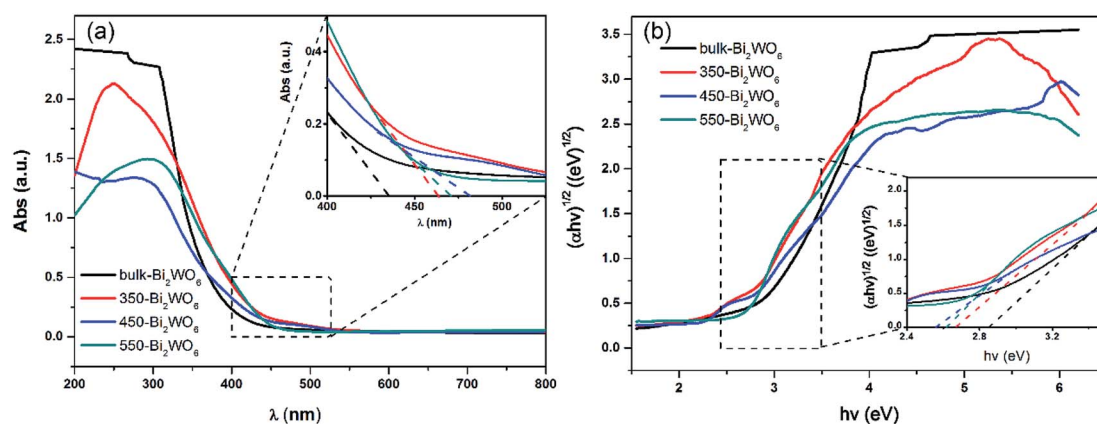 (a)
Abs (a.u.)
2.5
2.0
1.5
1.0
0.5
0.0
200 300 400 500 600 700 800
λ (nm)
bulk-Bi₂WO₆
350-Bi₂WO₆
450-Bi₂WO₆
550-Bi₂WO₆
Abs (a.u.)
0.4
0.2
0.0
400 450 500
λ (nm)
(b)
(αhv)^1/2 ((eV)^1/2)
3.5
3.0
2.5
2.0
1.5
1.0
0.5
0.0
2 3 4 5 6
hv (eV)
bulk-Bi₂WO₆
350-Bi₂WO₆
450-Bi₂WO₆
550-Bi₂WO₆
(αhv)^1/2 ((eV)^1/2)
2.0
1.5
1.0
0.5
0.0
2.4 2.8 3.2
hv (eV)